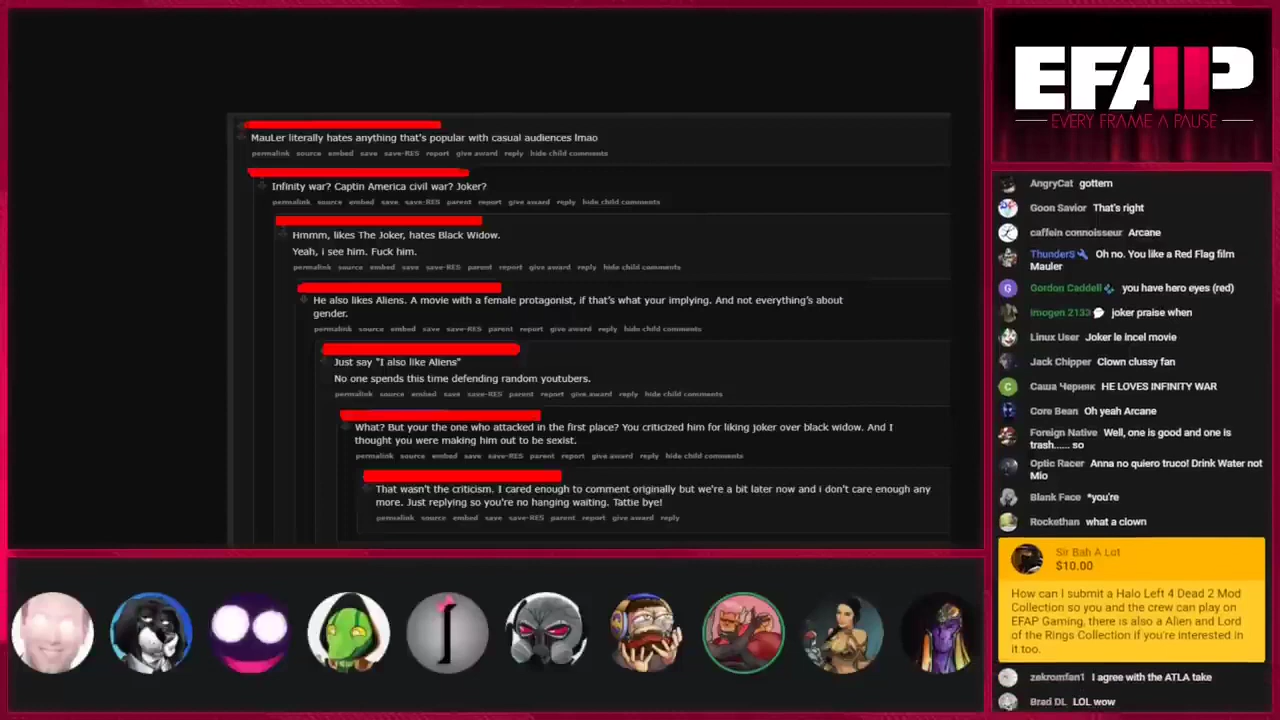 MauLer literally hates anything that's popular with casual audiences lmao
permalink source embed save save-RES report give award reply hide child comments
Infinity war? Captin America civil war? Joker?
permalink source embed save save-RES parent report give award reply hide child comments
Hmmm, likes The Joker, hates Black Widow.
Yeah, i see him. Fuck him.
permalink source embed save save-RES parent report give award reply hide child comments
He also likes Aliens. A movie with a female protagonist, if that's what your implying. And not everything's about
gender.
permalink source embed save save-RES parent report give award reply hide child comments
Just say "I also like Aliens"
No one spends this time defending random youtubers.
permalink source embed save save-RES parent report give award reply hide child comments
What? But your the one who attacked in the first place? You criticized him for liking joker over black widow. And I
thought you were making him out to be sexist.
permalink source embed save save-RES parent report give award reply hide child comments
That wasn't the criticism. I cared enough to comment originally but we're a bit later now and i don't care enough any
more. Just replying so you're no hanging waiting. Tattie bye!
permalink source embed save save-RES parent report give award reply
EFAP
EVERY FRAME A PAUSE
AngryCat gottem
Goon Savior That's right
caffein connoisseur Arcane
ThunderS Oh no. You like a Red Flag film
Mauler
Gordon Caddell you have hero eyes (red)
Imogen 2133 joker praise when
Linux User Joker le incel movie
Jack Chipper Clown clussy fan
Саша Черняк HE LOVES INFINITY WAR
Core Bean Oh yeah Arcane
Foreign Native Well, one is good and one is
trash...... so
Optic Racer Anna no quiero truco! Drink Water not
Mio
Blank Face *you're
Rockethan what a clown
Sir Bah A Lot
$10.00
How can I submit a Halo Left 4 Dead 2 Mod
Collection so you and the crew can play on
EFAP Gaming, there is also a Alien and Lord
of the Rings Collection if you're interested in
it too.
zekromfan1 I agree with the ATLA take
Brad DL LOL wow